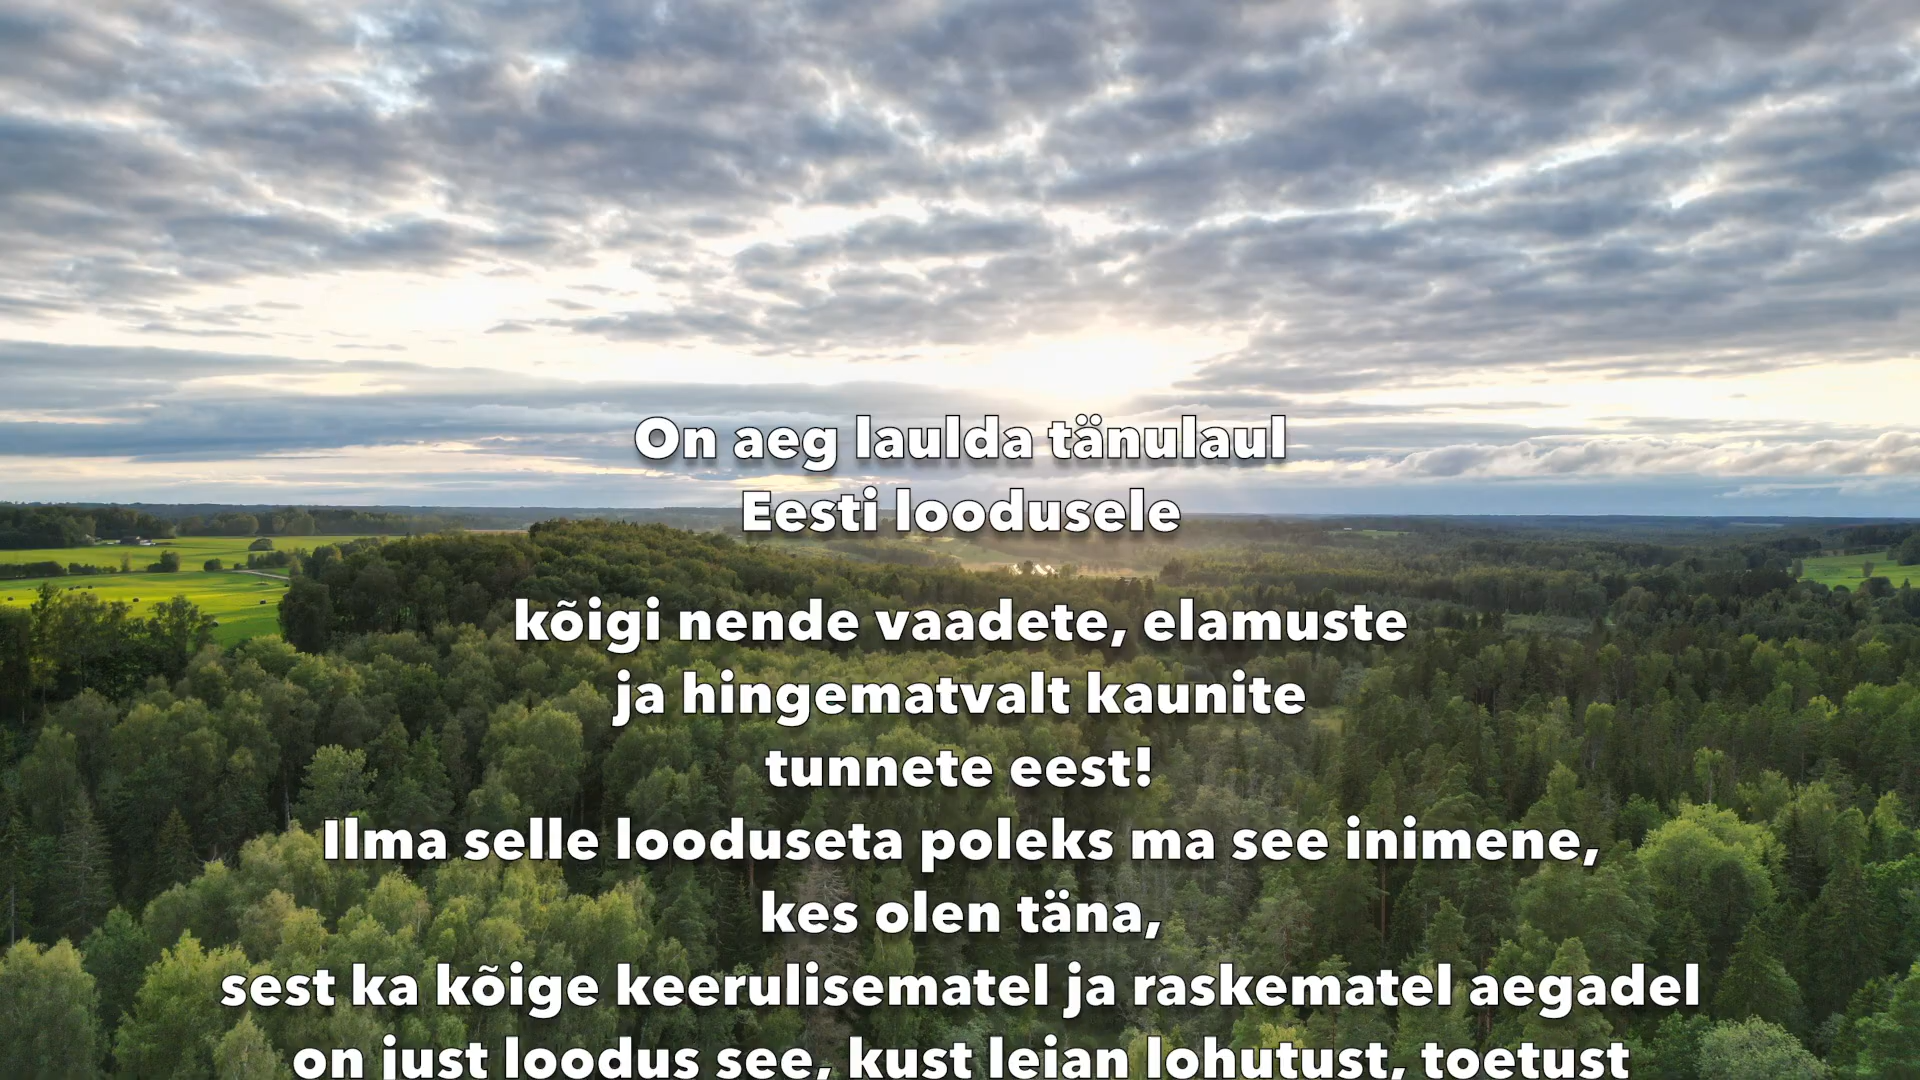 On aeg laulda tänulaul
Eesti loodusele
kõigi nende vaadete, elamuste
ja hingematvalt kaunite
tunnete eest!
Ilma selle looduseta poleks ma see inimene,
kes olen täna,
sest ka kõige keerulisematel ja raskematel aegadel
on just loodus see, kust leian lohutust, toetust